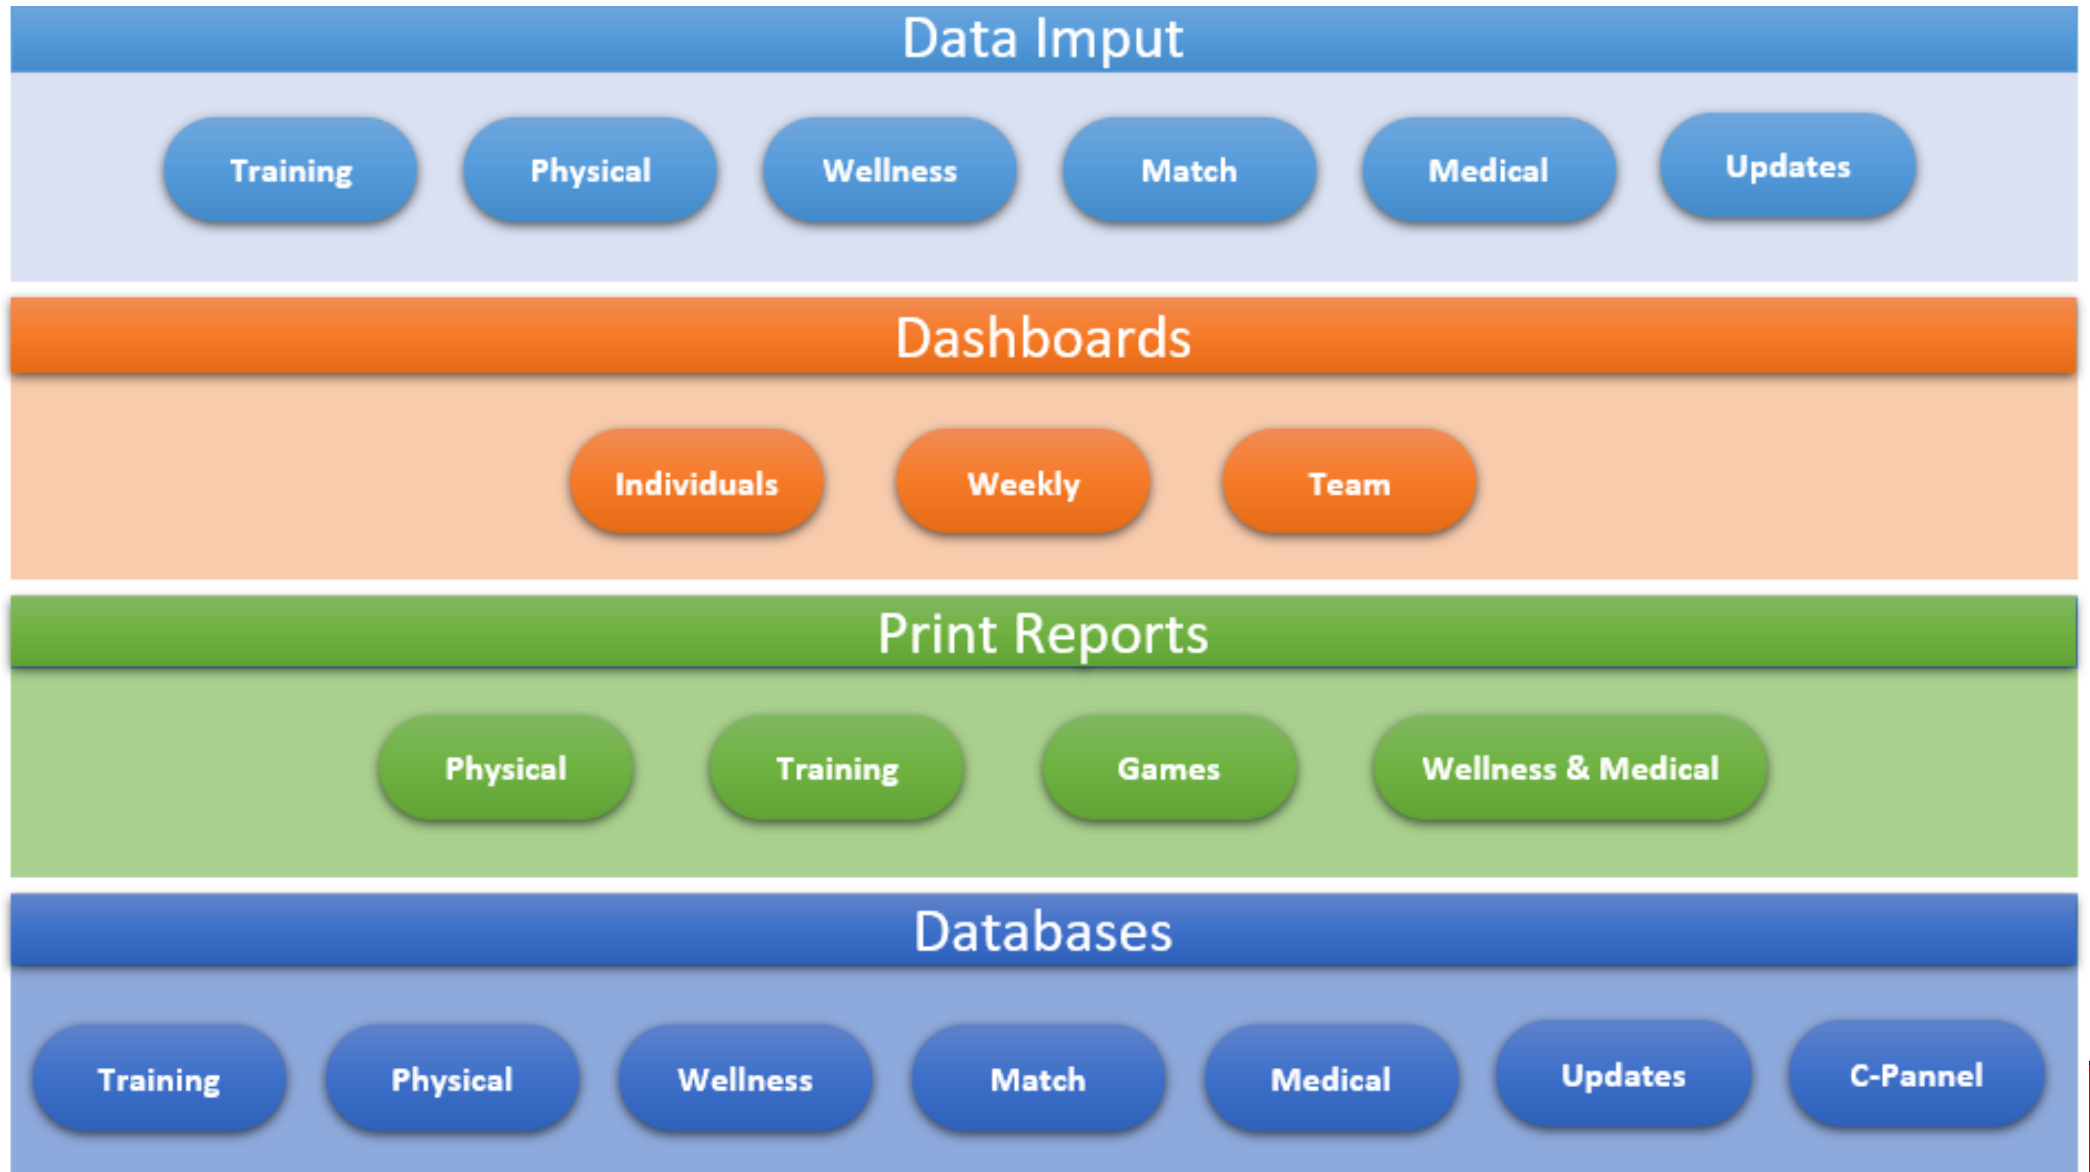 Data Imput
Training Physical Wellness Match Medical Updates
Dashboards
Individuals Weekly Team
Print Reports
Physical Training Games Wellness & Medical
Databases
Training Physical Wellness Match Medical Updates C-Pannel